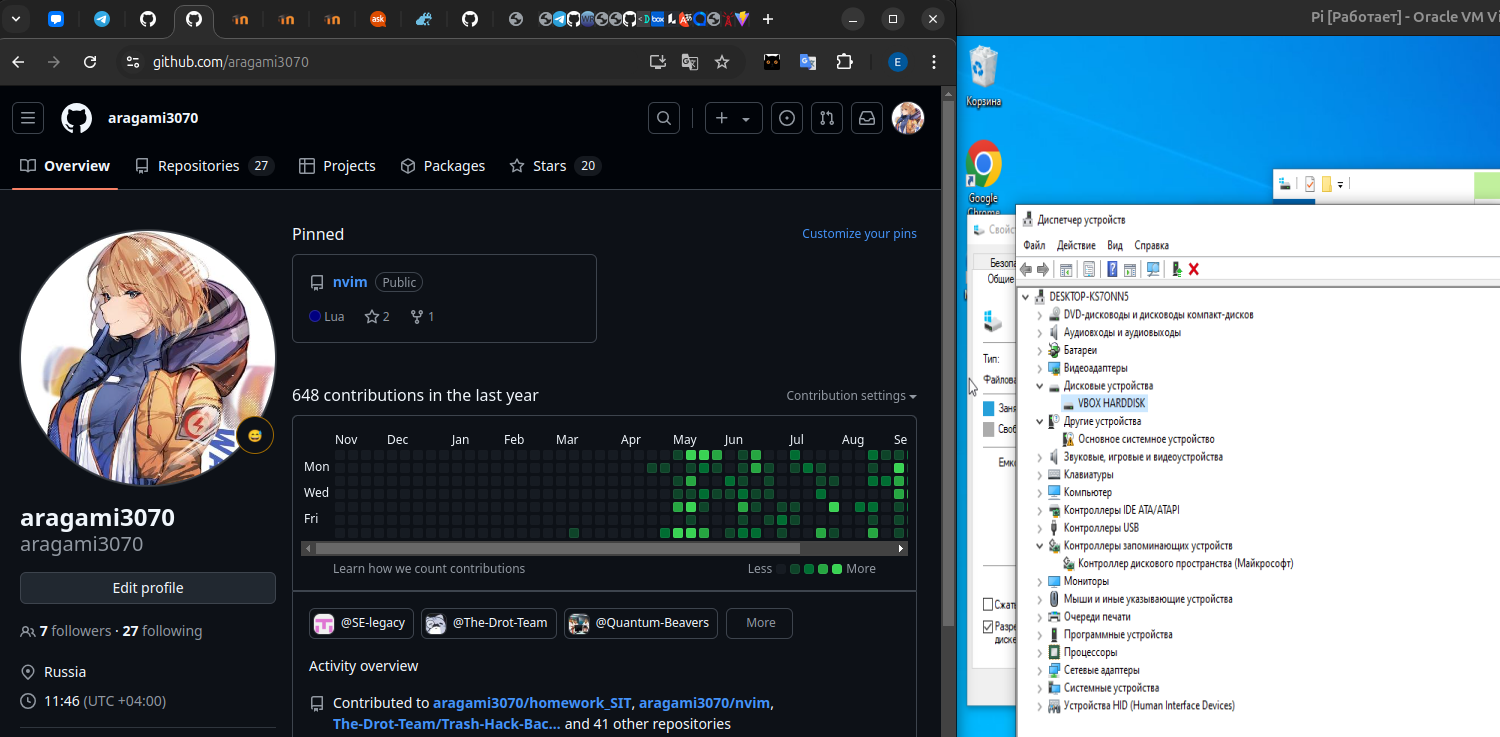 Pi [Работает] - Oracle VM Vi
github.com/aragami3070
E
aragami3070
Overview
Repositories 27
Projects
Packages
Stars 20
Pinned
Customize your pins
nvim Public
Lua 2 1
648 contributions in the last year
Contribution settings
Nov Dec Jan Feb Mar Apr May Jun Jul Aug Se
Mon
Wed
Fri
Learn how we count contributions
Less More
aragami3070
aragami3070
Edit profile
7 followers · 27 following
Russia
11:46 (UTC +04:00)
@SE-legacy @The-Drot-Team @Quantum-Beavers More
Activity overview
Contributed to aragami3070/homework_SIT, aragami3070/nvim,
The-Drot-Team/Trash-Hack-Bac... and 41 other repositories
Корзина
Google
Chrome
Свойст
Безопа
Общие
Тип:
Файлова
Заня
Своб
Емко
Сжать
Разре
диске
Диспетчер устройств
Файл Действие Вид Справка
DESKTOP-KS7ONN5
DVD-дисководы и дисководы компакт-дисков
Аудиовходы и аудиовыходы
Батареи
Видеоадаптеры
Дисковые устройства
VBOX HARDDISK
Другие устройства
Основное системное устройство
Звуковые, игровые и видеоустройства
Клавиатуры
Компьютер
Контроллеры IDE ATA/ATAPI
Контроллеры USB
Контроллеры запоминающих устройств
Контроллер дискового пространства (Майкрософт)
Мониторы
Мыши и иные указывающие устройства
Очереди печати
Программные устройства
Процессоры
Сетевые адаптеры
Системные устройства
Устройства HID (Human Interface Devices)